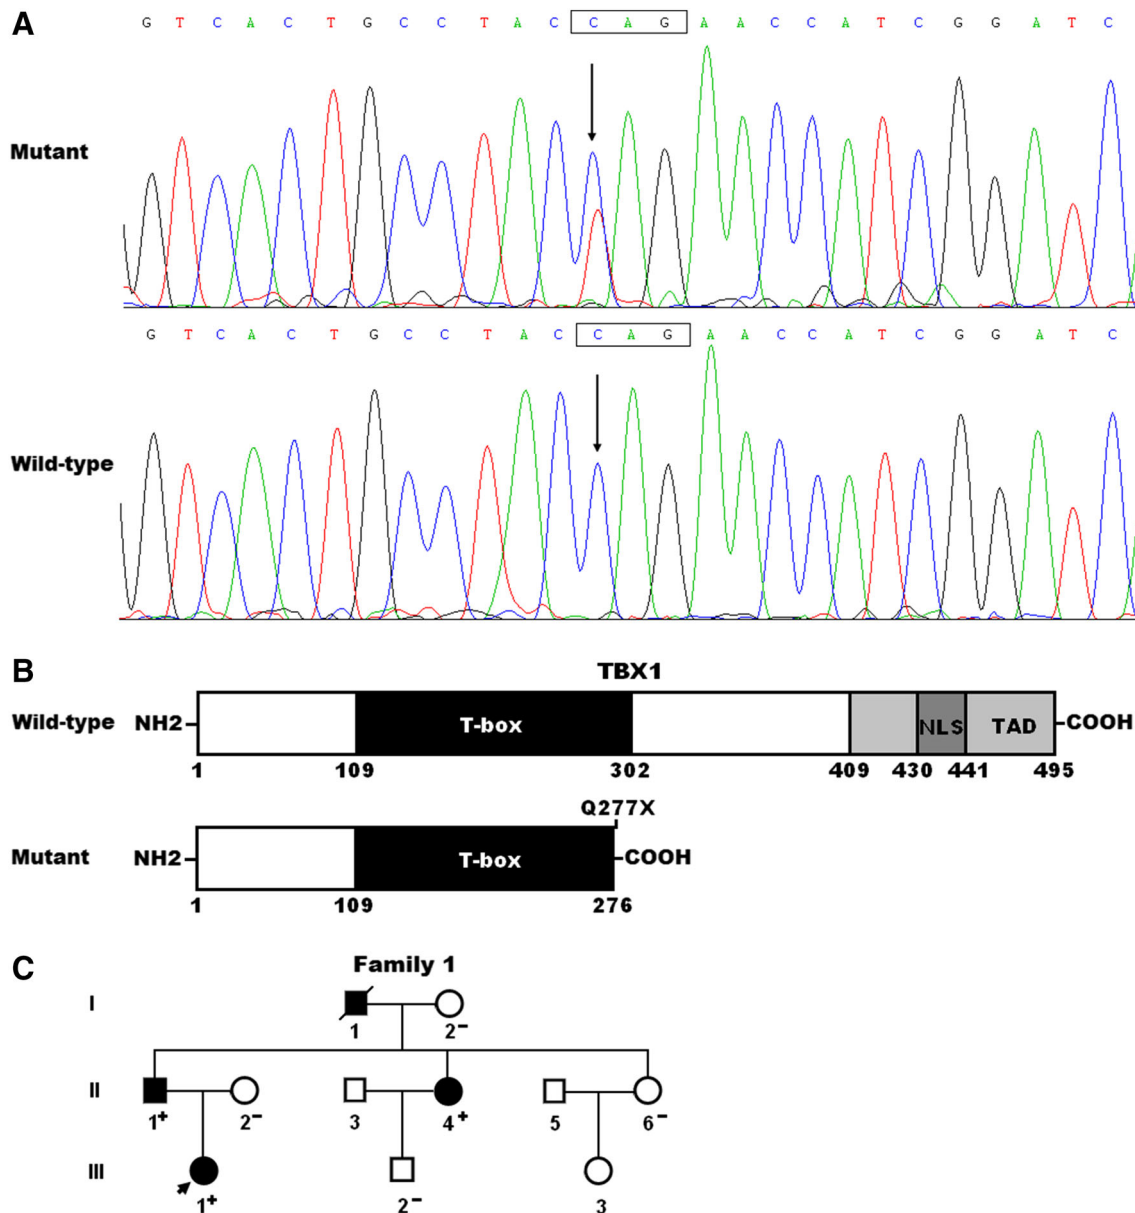 A
G T C A C T G C C T A C C A G A A C C A T C G G A T C
Mutant
G T C A C T G C C T A C C A G A A C C A T C G G A T C
Wild-type
B
TBX1
Wild-type NH2 T-box NLS TAD COOH
1 109 302 409 430 441 495
Q277X
Mutant NH2 T-box COOH
1 109 276
C
Family 1
I
1 2−
II
1+ 2− 3 4+ 5 6−
III
1+ 2− 3